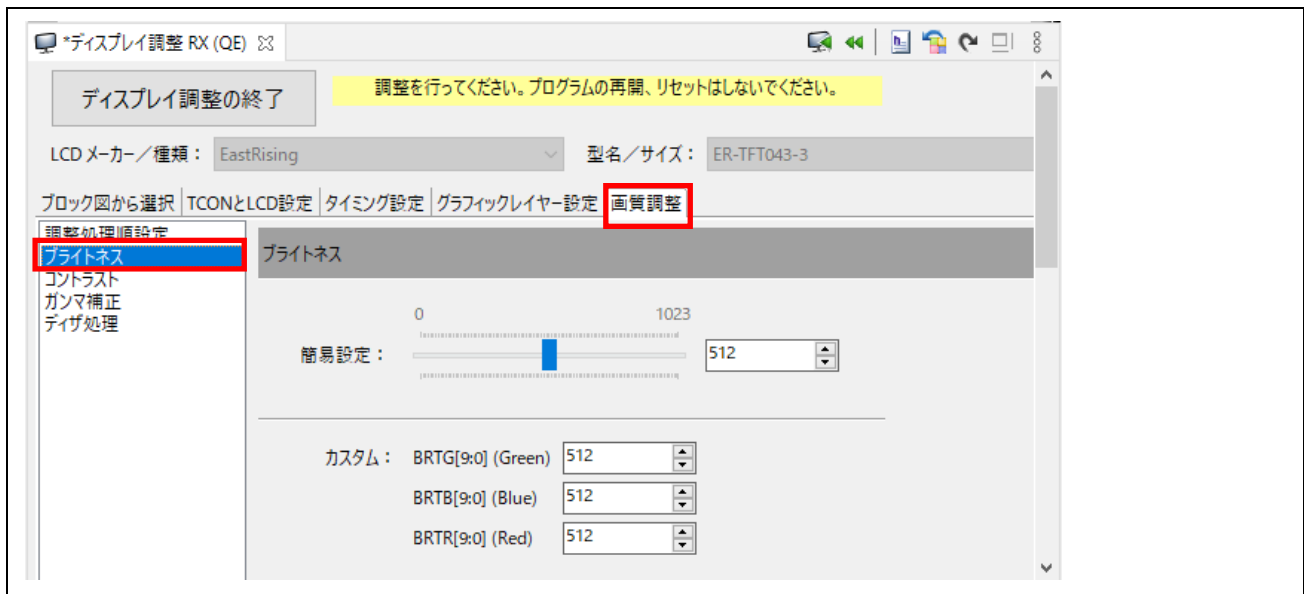 *ディスプレイ調整 RX (QE)
ディスプレイ調整の終了
調整を行ってください。プログラムの再開、リセットはしないでください。
LCD メーカー／種類： EastRising 型名／サイズ： ER-TFT043-3
ブロック図から選択 TCONとLCD設定 タイミング設定 グラフィックレイヤー設定 画質調整
調整処理順設定
ブライトネス
コントラスト
ガンマ補正
ディザ処理
ブライトネス
0 1023
簡易設定： 512
カスタム： BRTG[9:0] (Green) 512
BRTB[9:0] (Blue) 512
BRTR[9:0] (Red) 512